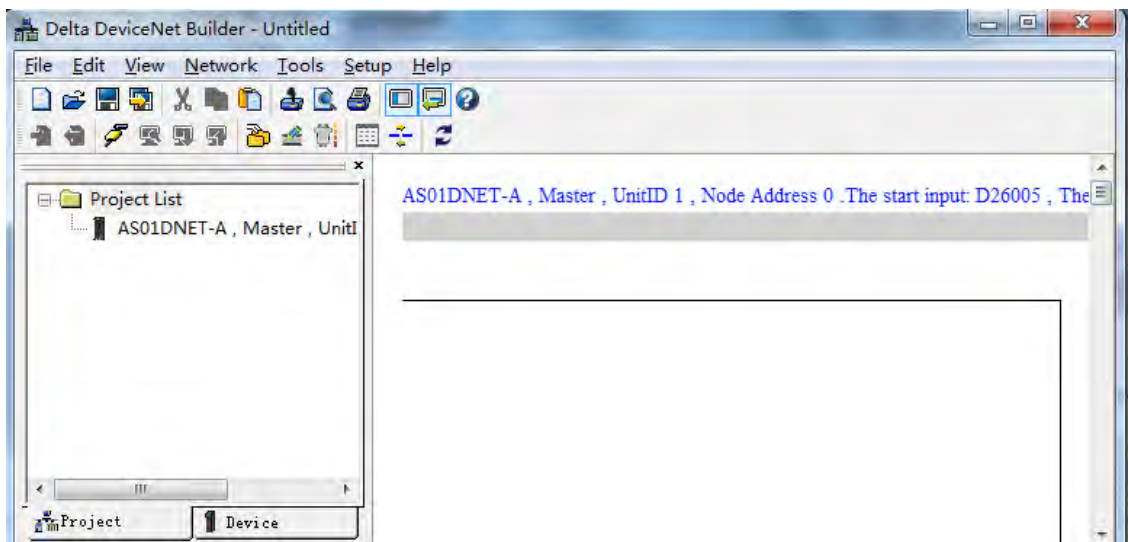 Delta DeviceNet Builder - Untitled
File Edit View Network Tools Setup Help
Project List
AS01DNET-A , Master , UnitI
AS01DNET-A , Master , UnitID 1 , Node Address 0 .The start input: D26005 , The
Project Device